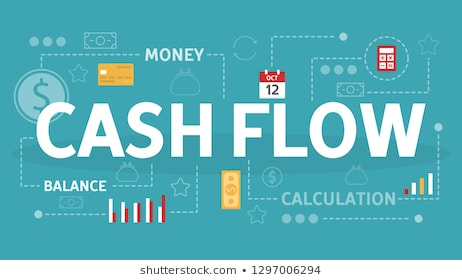 MONEY
OCT
12
CASH FLOW
BALANCE
CALCULATION
shutterstock.com • 1297006294